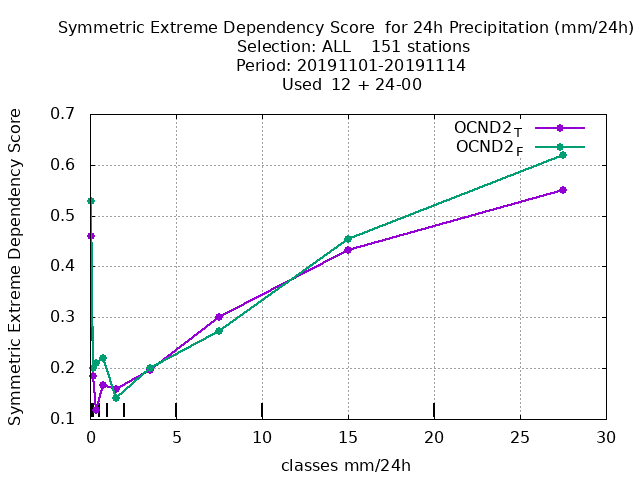 Symmetric Extreme Dependency Score  for 24h Precipitation (mm/24h)
Selection: ALL    151 stations
Period: 20191101-20191114
Used  12 + 24-00
Symmetric Extreme Dependency Score
0.7
0.6
0.5
0.4
0.3
0.2
0.1
OCND2_T
OCND2_F
0 5 10 15 20 25 30
classes mm/24h